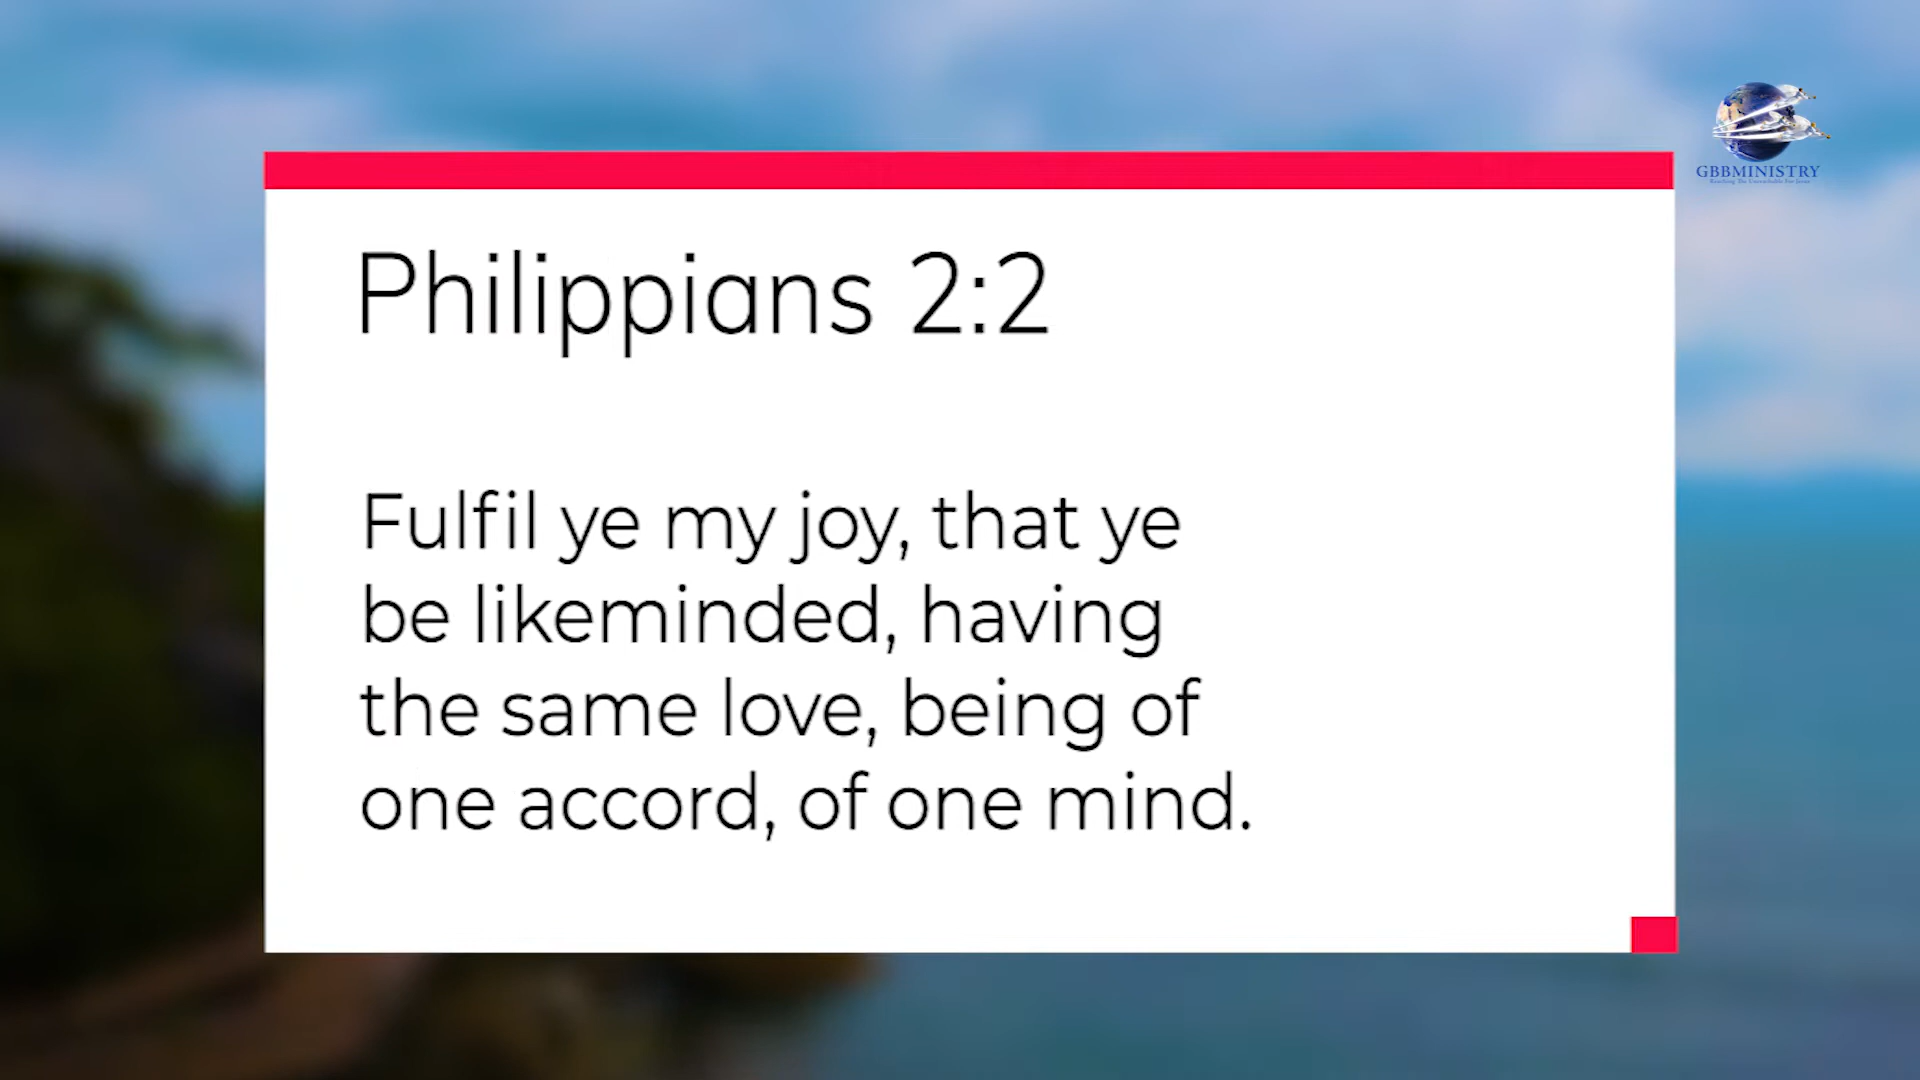 GBBMINISTRY
Philippians 2:2
Fulfil ye my joy, that ye
be likeminded, having
the same love, being of
one accord, of one mind.